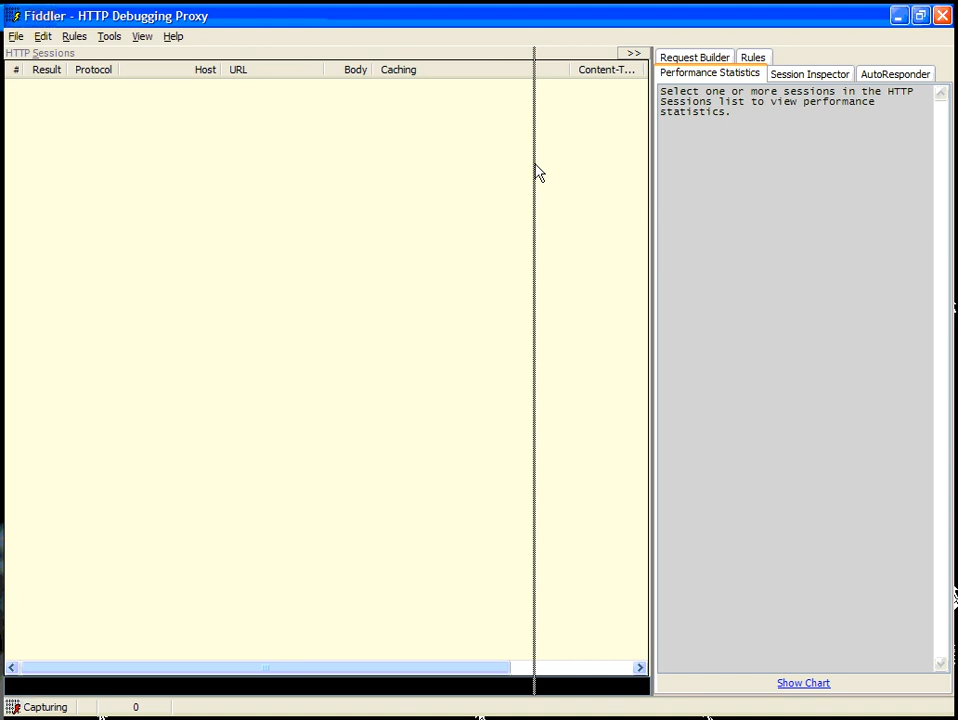 Fiddler - HTTP Debugging Proxy
File Edit Rules Tools View Help
HTTP Sessions >>
# Result Protocol Host URL Body Caching Content-T...
Request Builder Rules
Performance Statistics Session Inspector AutoResponder
Select one or more sessions in the HTTP
Sessions list to view performance
statistics.
Show Chart
Capturing 0